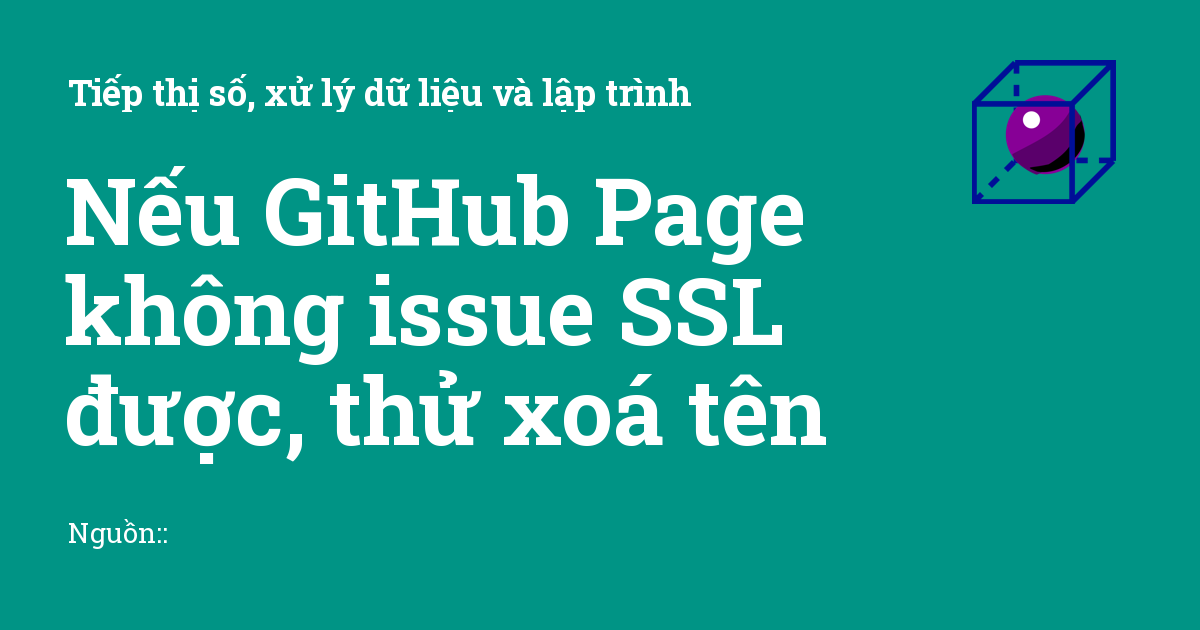 Tiếp thị số, xử lý dữ liệu và lập trình
Nếu GitHub Page
không issue SSL
được, thử xoá tên
Nguồn::